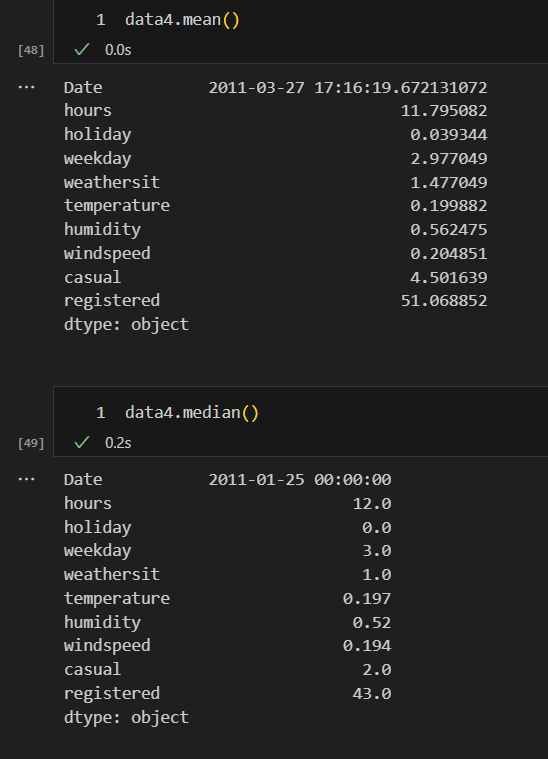 1 data4.mean()
[48] ✓ 0.0s
... Date 2011-03-27 17:16:19.672131072
hours 11.795082
holiday 0.039344
weekday 2.977049
weathersit 1.477049
temperature 0.199882
humidity 0.562475
windspeed 0.204851
casual 4.501639
registered 51.068852
dtype: object
1 data4.median()
[49] ✓ 0.2s
... Date 2011-01-25 00:00:00
hours 12.0
holiday 0.0
weekday 3.0
weathersit 1.0
temperature 0.197
humidity 0.52
windspeed 0.194
casual 2.0
registered 43.0
dtype: object